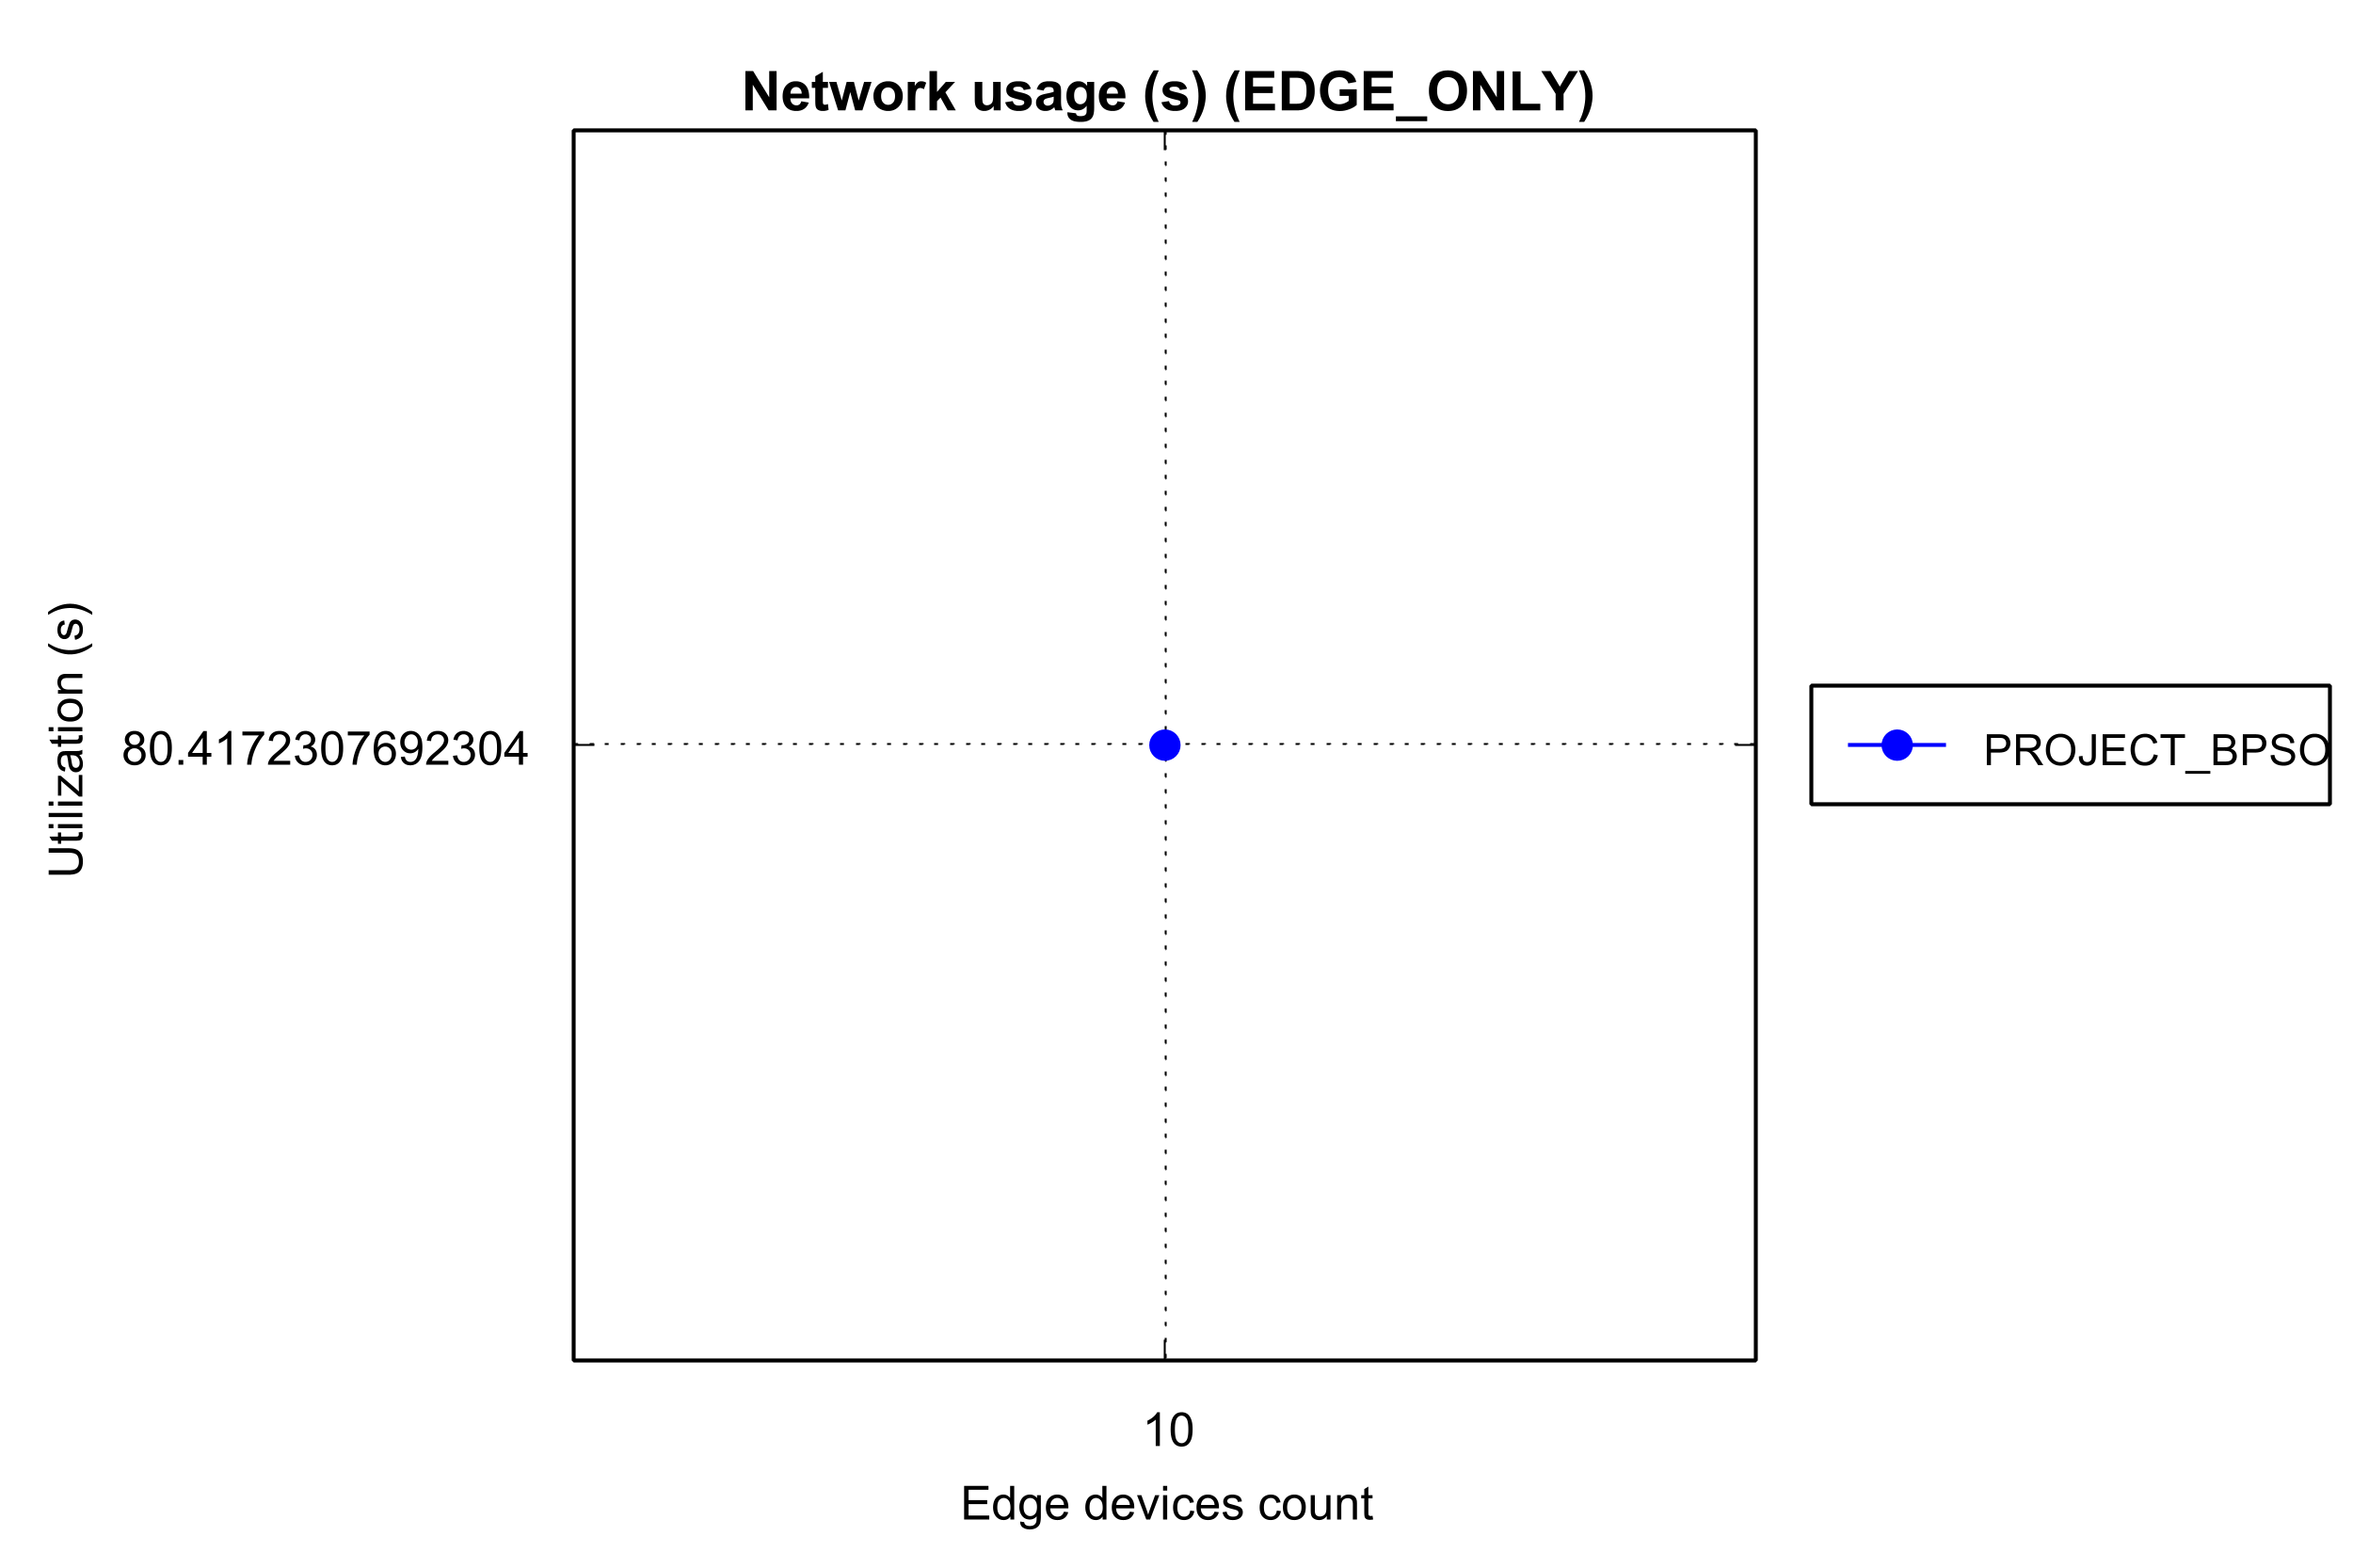 Network usage (s) (EDGE_ONLY)
Utilization (s)
80.4172307692304
PROJECT_BPSO
10
Edge devices count